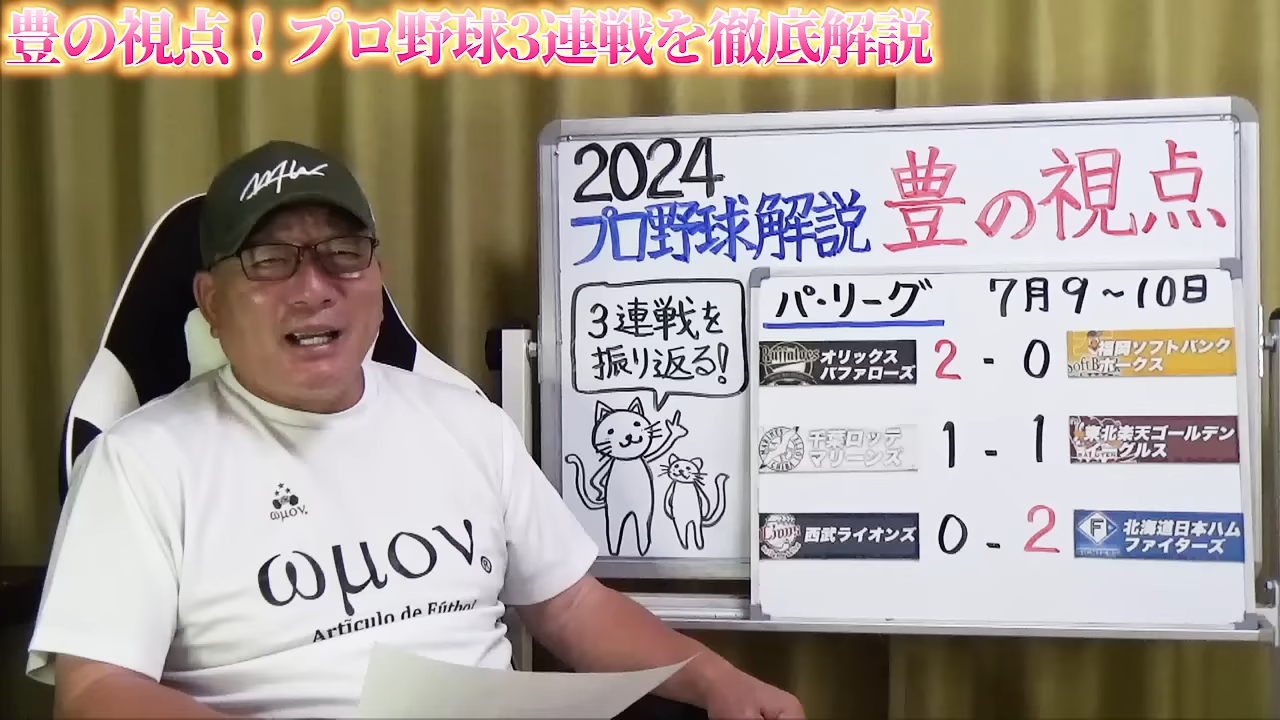 豊の視点！プロ野球3連戦を徹底解説
2024
プロ野球解説
豊の視点
3連戦を
振り返る!
パ・リーグ 7月9~10日
オリックス
バファローズ
2 - 0
福岡ソフトバンク
ークス
千葉ロッテ
マリーンズ
1 - 1
東北楽天ゴールデン
グルス
Lions
西武ライオンズ
0 - 2
F
北海道日本ハム
ファイターズ
ωμον.
ωμον®
Artículo de Fútbol